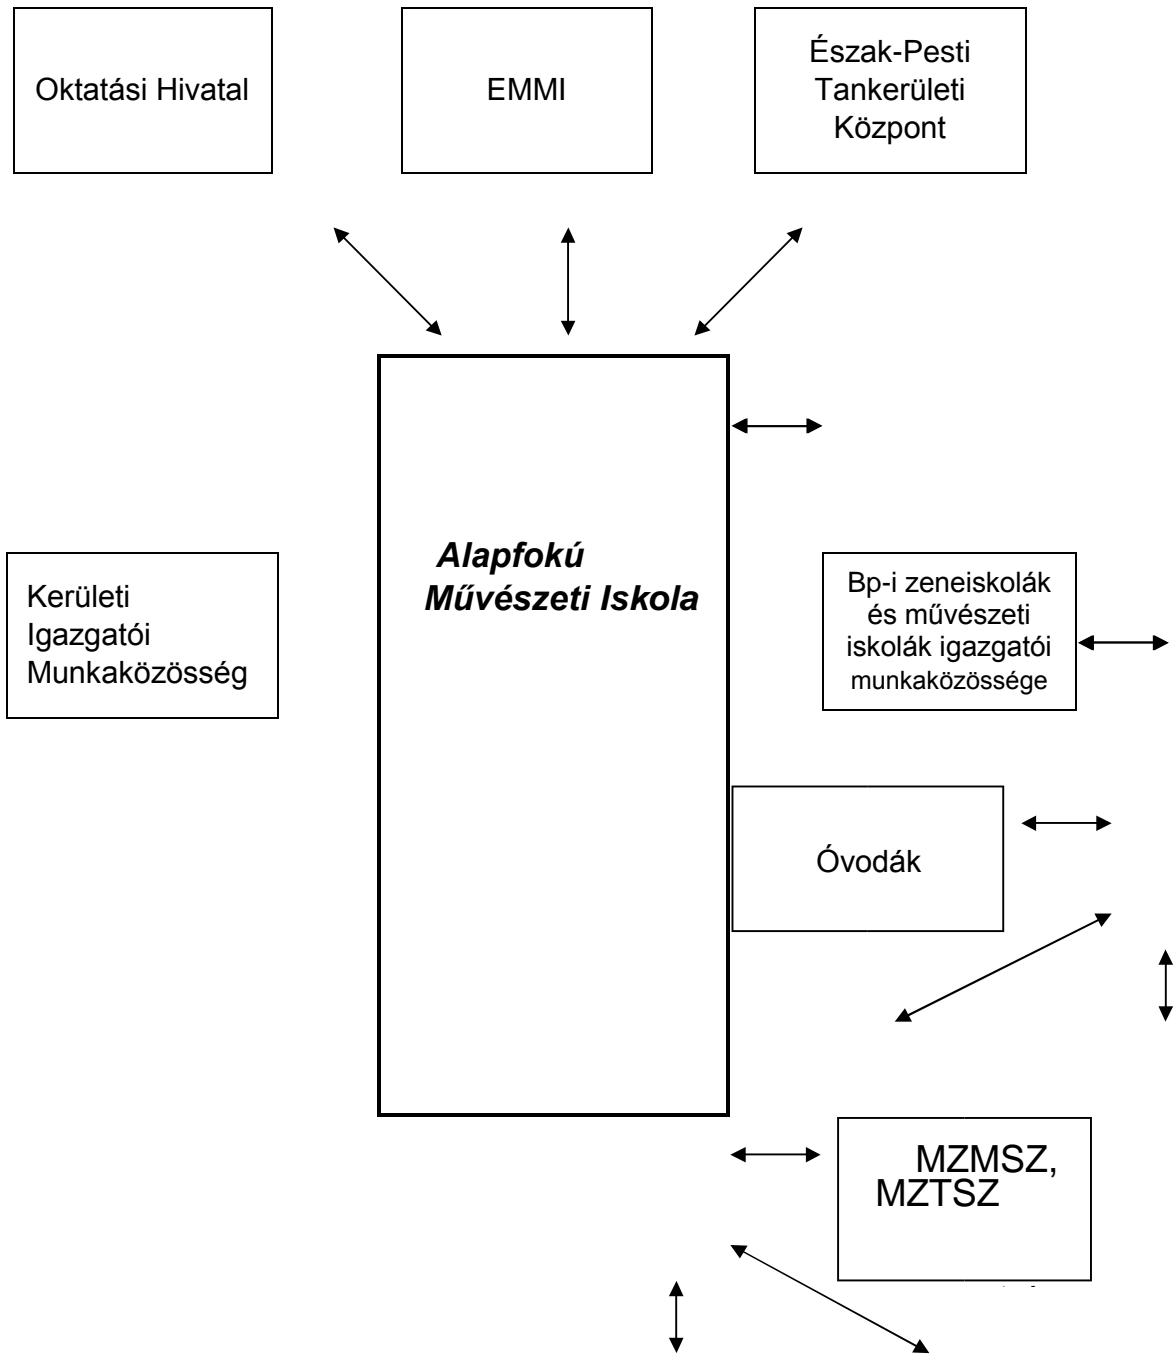 Oktatási Hivatal
EMMI
Észak-Pesti
Tankerületi
Központ
Alapfokú
Művészeti Iskola
Kerületi
Igazgatói
Munkaközösség
Bp-i zeneiskolák
és művészeti
iskolák igazgatói
munkaközössége
Óvodák
MZMSZ,
MZTSZ